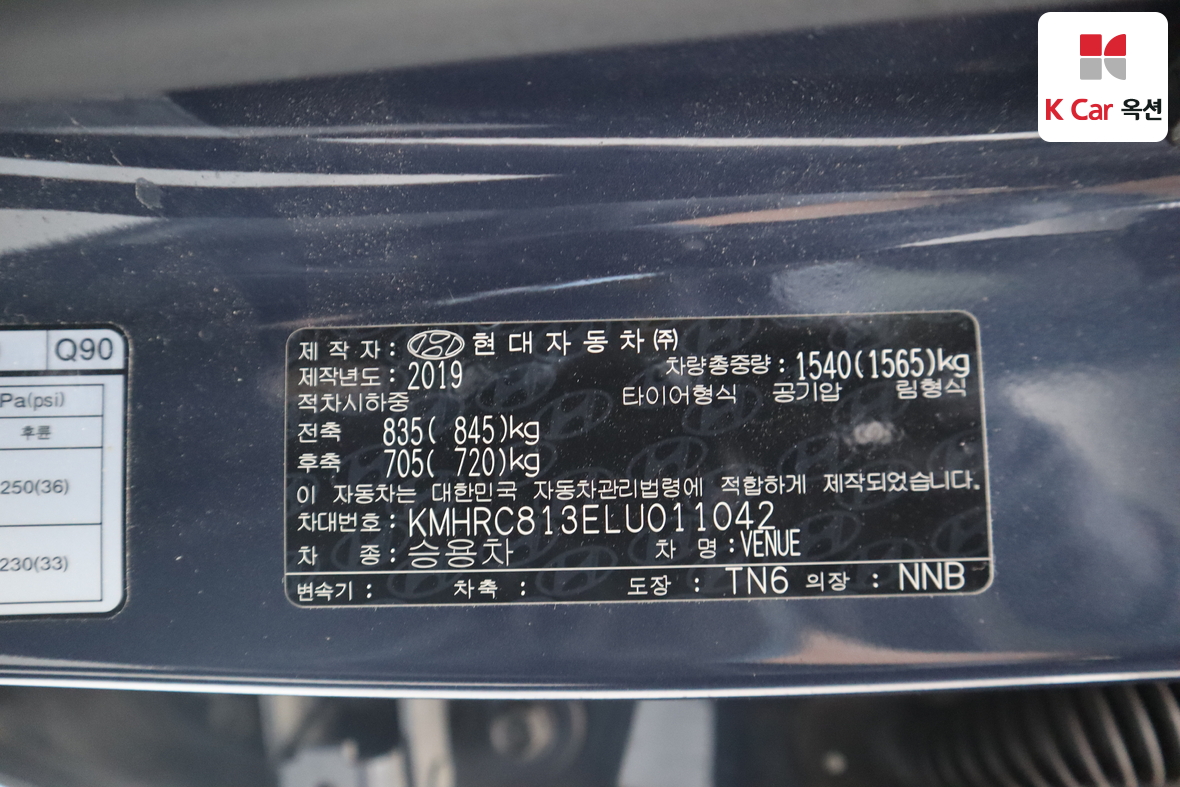 K Car 옥션
Q90
Pa(psi)
후륜
250(36)
230(33)
제 작 자 : 현 대 자 동 차 ㈜
제작년도 : 2019
차량총중량 : 1540(1565)kg
적차시하중
타이어형식 공기압 림형식
전축 835( 845)kg
후축 705( 720)kg
이 자동차는 대한민국 자동차관리법령에 적합하게 제작되었습니다.
차대번호 : KMHRC813ELU011042
차 종 : 승용차 차 명 : VENUE
변속기 : 차축 : 도장 : TN6 의장 : NNB